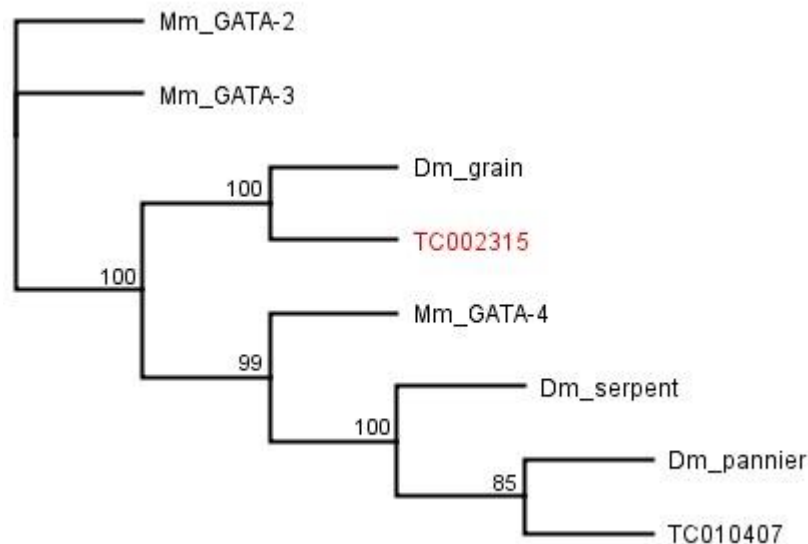 Mm_GATA-2
Mm_GATA-3
Dm_grain
100
TC002315
100
Mm_GATA-4
99
Dm_serpent
100
Dm_pannier
85
TC010407